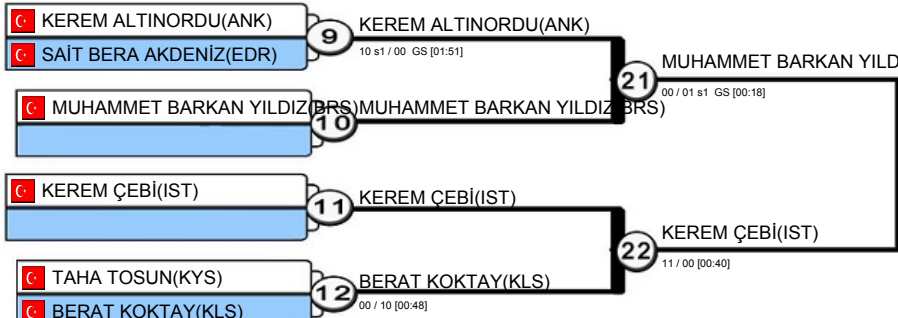 KEREM ALTINORDU(ANK)
SAİT BERA AKDENİZ(EDR)
9
KEREM ALTINORDU(ANK)
10 s1 / 00 GS [01:51]
MUHAMMET BARKAN YILDIZ(BRS)
10
MUHAMMET BARKAN YILDIZ(BRS)
21
MUHAMMET BARKAN YILD
00 / 01 s1 GS [00:18]
KEREM ÇEBİ(IST)
11
KEREM ÇEBİ(IST)
TAHA TOSUN(KYS)
BERAT KOKTAY(KLS)
12
BERAT KOKTAY(KLS)
00 / 10 [00:48]
22
KEREM ÇEBİ(IST)
11 / 00 [00:40]